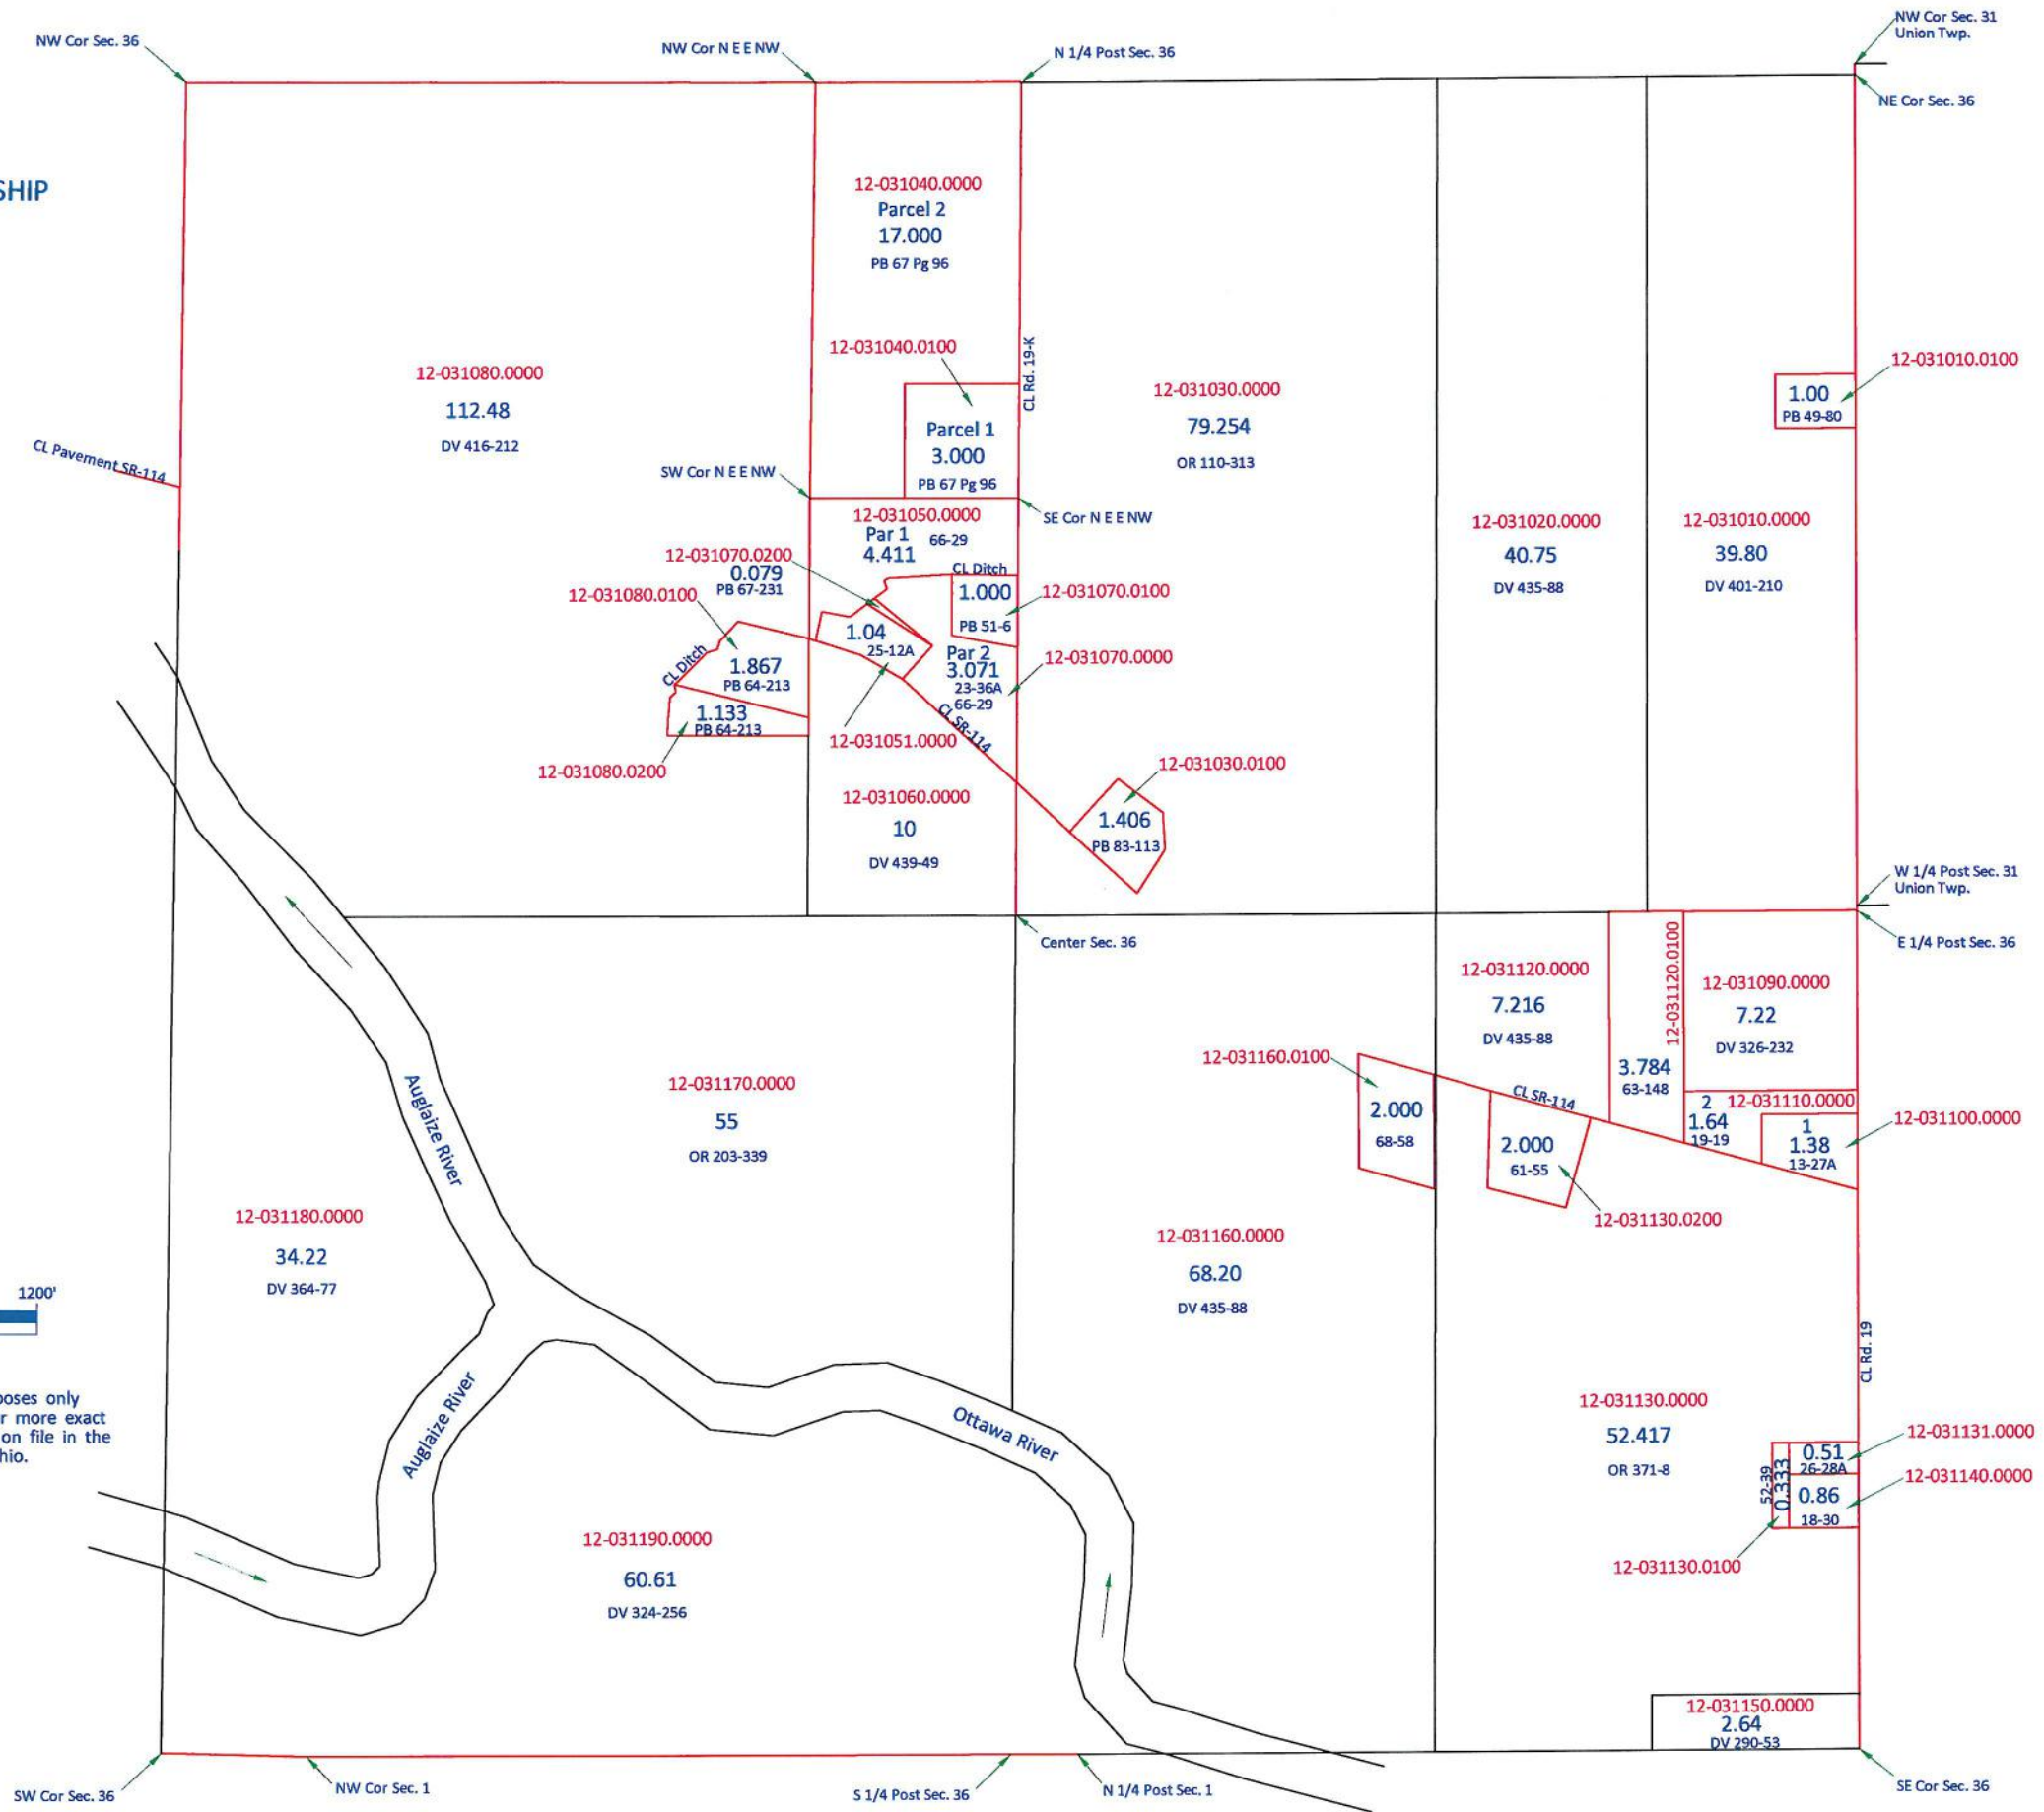 NW Cor Sec. 36
NW Cor N E E NW
N 1/4 Post Sec. 36
NW Cor Sec. 31
Union Twp.
NE Cor Sec. 36
SHIP
12-031040.0000
Parcel 2
17.000
PB 67 Pg 96
12-031040.0100
Parcel 1
3.000
PB 67 Pg 96
CL Rd. 19-K
12-031080.0000
112.48
DV 416-212
CL Pavement SR-114
SW Cor N E E NW
SE Cor N E E NW
12-031030.0000
79.254
OR 110-313
12-031010.0100
1.00
PB 49-80
12-031020.0000
40.75
DV 435-88
12-031010.0000
39.80
DV 401-210
12-031050.0000
Par 1
66-29
4.411
12-031070.0200
0.079
PB 67-231
CL Ditch
1.000
PB 51-6
12-031070.0100
12-031080.0100
1.04
25-12A
CL Ditch
1.867
PB 64-213
Par 2
3.071
23-36A
66-29
12-031070.0000
1.133
PB 64-213
CL SR-114
12-031051.0000
12-031080.0200
12-031060.0000
10
DV 439-49
12-031030.0100
1.406
PB 83-113
W 1/4 Post Sec. 31
Union Twp.
E 1/4 Post Sec. 36
Center Sec. 36
12-031120.0000
7.216
DV 435-88
12-031120.0100
3.784
63-148
12-031090.0000
7.22
DV 326-232
12-031160.0100
2.000
68-58
CL SR-114
2
12-031110.0000
1.64
19-19
1
1.38
13-27A
12-031100.0000
2.000
61-55
12-031130.0200
12-031170.0000
55
OR 203-339
Auglaize River
12-031180.0000
34.22
DV 364-77
12-031160.0000
68.20
DV 435-88
1200'
CL Rd. 19
poses only
r more exact
on file in the
hio.
Auglaize River
Ottawa River
12-031130.0000
52.417
OR 371-8
12-031131.0000
0.51
26-28A
52-39
0.333
12-031140.0000
0.86
18-30
12-031130.0100
12-031190.0000
60.61
DV 324-256
12-031150.0000
2.64
DV 290-53
SW Cor Sec. 36
NW Cor Sec. 1
S 1/4 Post Sec. 36
N 1/4 Post Sec. 1
SE Cor Sec. 36